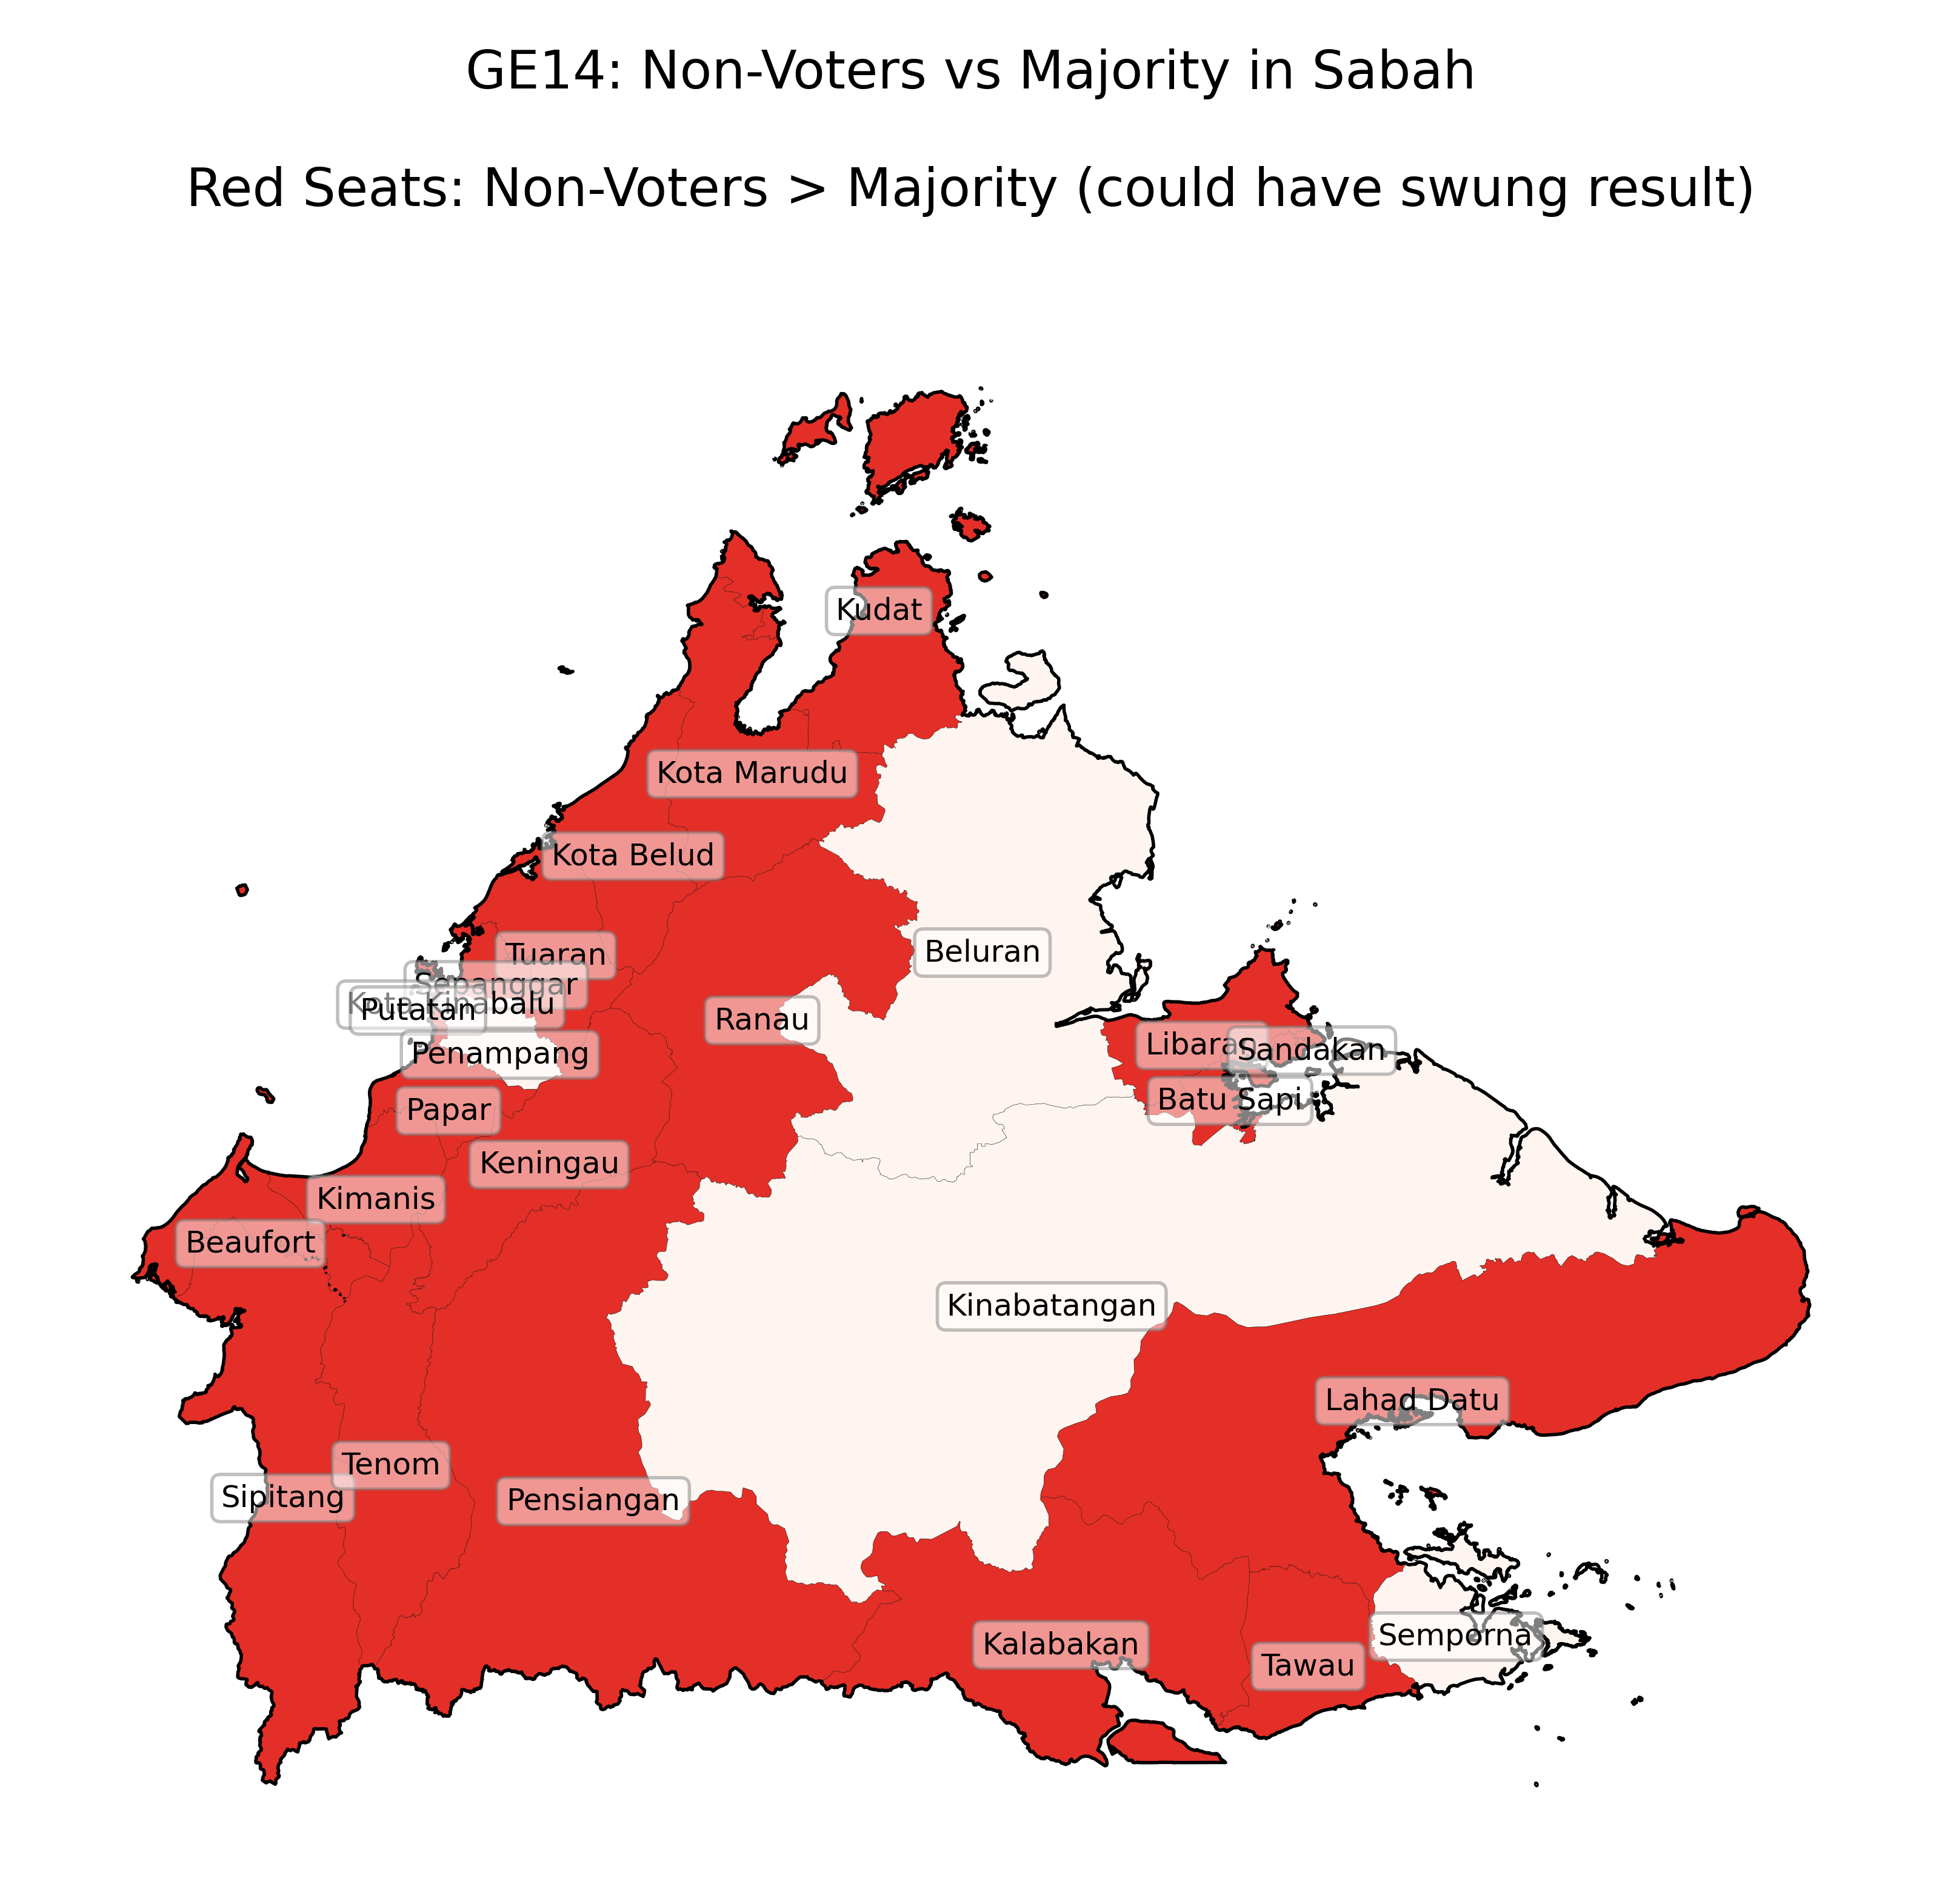 GE14: Non-Voters vs Majority in Sabah
Red Seats: Non-Voters > Majority (could have swung result)
Kudat
Kota Marudu
Kota Belud
Tuaran
Sepanggar
Kota Kinabalu
Putatan
Penampang
Beluran
Ranau
Libaran
Sandakan
Batu Sapi
Papar
Keningau
Kimanis
Beaufort
Kinabatangan
Lahad Datu
Tenom
Sipitang
Pensiangan
Kalabakan
Semporna
Tawau